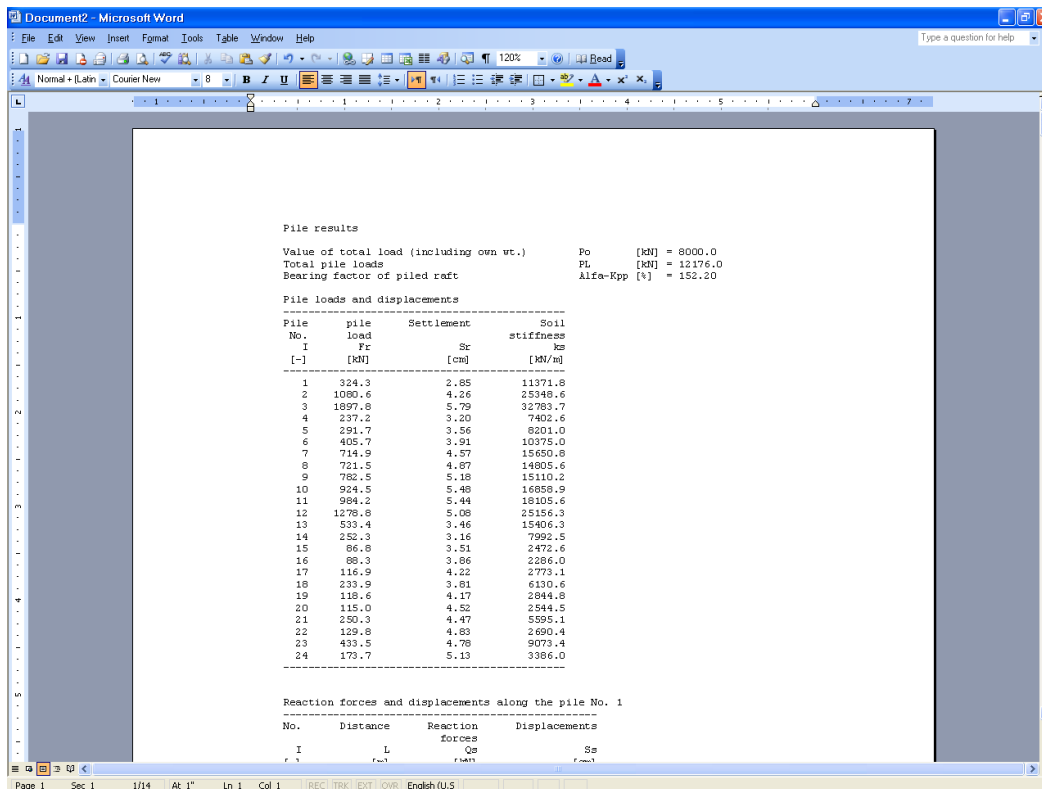 Document2 - Microsoft Word
File Edit View Insert Format Tools Table Window Help
Type a question for help
120% Read
Normal + (Latin Courier New 8 B I U A x² x₂
1 1 2 3 4 5 7
Pile results
Value of total load (including own wt.) Po [kN] = 8000.0
Total pile loads PL [kN] = 12176.0
Bearing factor of piled raft Alfa-Kpp [%] = 152.20
Pile loads and displacements
Pile pile Settlement Soil
No. load stiffness
I Fr Sr ks
[-] [kN] [cm] [kN/m]
1 324.3 2.85 11371.8
2 1080.6 4.26 25348.6
3 1897.8 5.79 32783.7
4 237.2 3.20 7402.6
5 291.7 3.56 8201.0
6 405.7 3.91 10375.0
7 714.9 4.57 15650.8
8 721.5 4.87 14805.6
9 782.5 5.18 15110.2
10 924.5 5.48 16858.9
11 984.2 5.44 18105.6
12 1278.8 5.08 25156.3
13 533.4 3.46 15406.3
14 252.3 3.16 7992.5
15 86.8 3.51 2472.6
16 88.3 3.86 2286.0
17 116.9 4.22 2773.1
18 233.9 3.81 6130.6
19 118.6 4.17 2844.8
20 115.0 4.52 2544.5
21 250.3 4.47 5595.1
22 129.8 4.83 2690.4
23 433.5 4.78 9073.4
24 173.7 5.13 3386.0
Reaction forces and displacements along the pile No. 1
No. Distance Reaction Displacements
forces
I L Qs Ss
Page 1 Sec 1 1/14 At 1" Ln 1 Col 1 REC TRK EXT OVR English (U.S